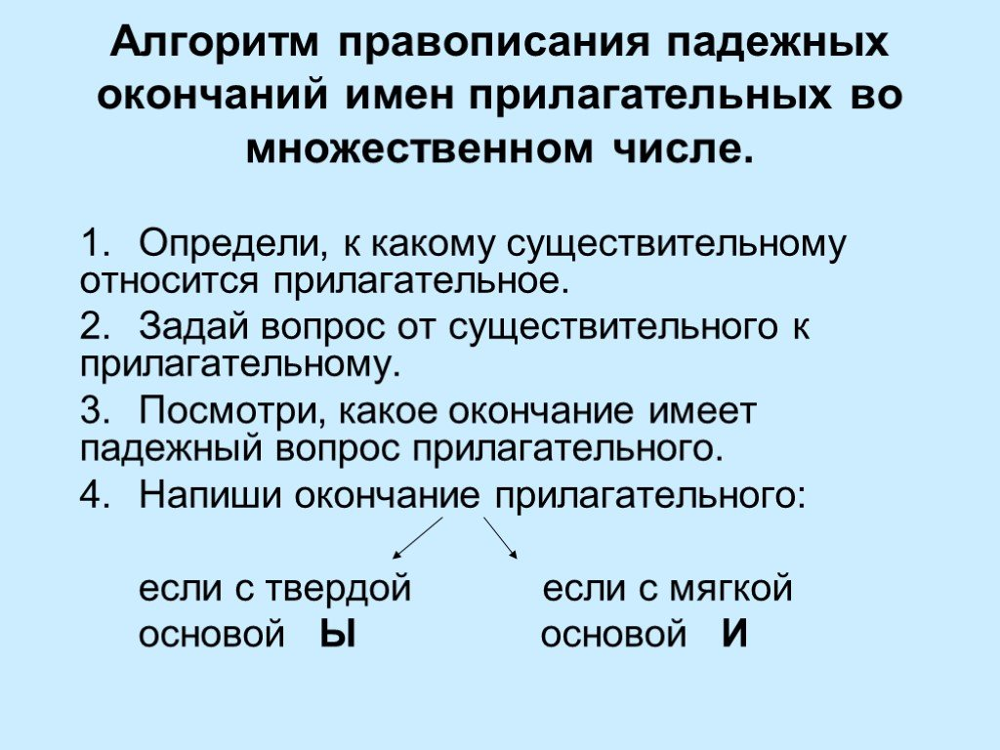 Алгоритм правописания падежных
окончаний имен прилагательных во
множественном числе.
1. Определи, к какому существительному
относится прилагательное.
2. Задай вопрос от существительного к
прилагательному.
3. Посмотри, какое окончание имеет
падежный вопрос прилагательного.
4. Напиши окончание прилагательного:
если с твердой если с мягкой
основой Ы основой И